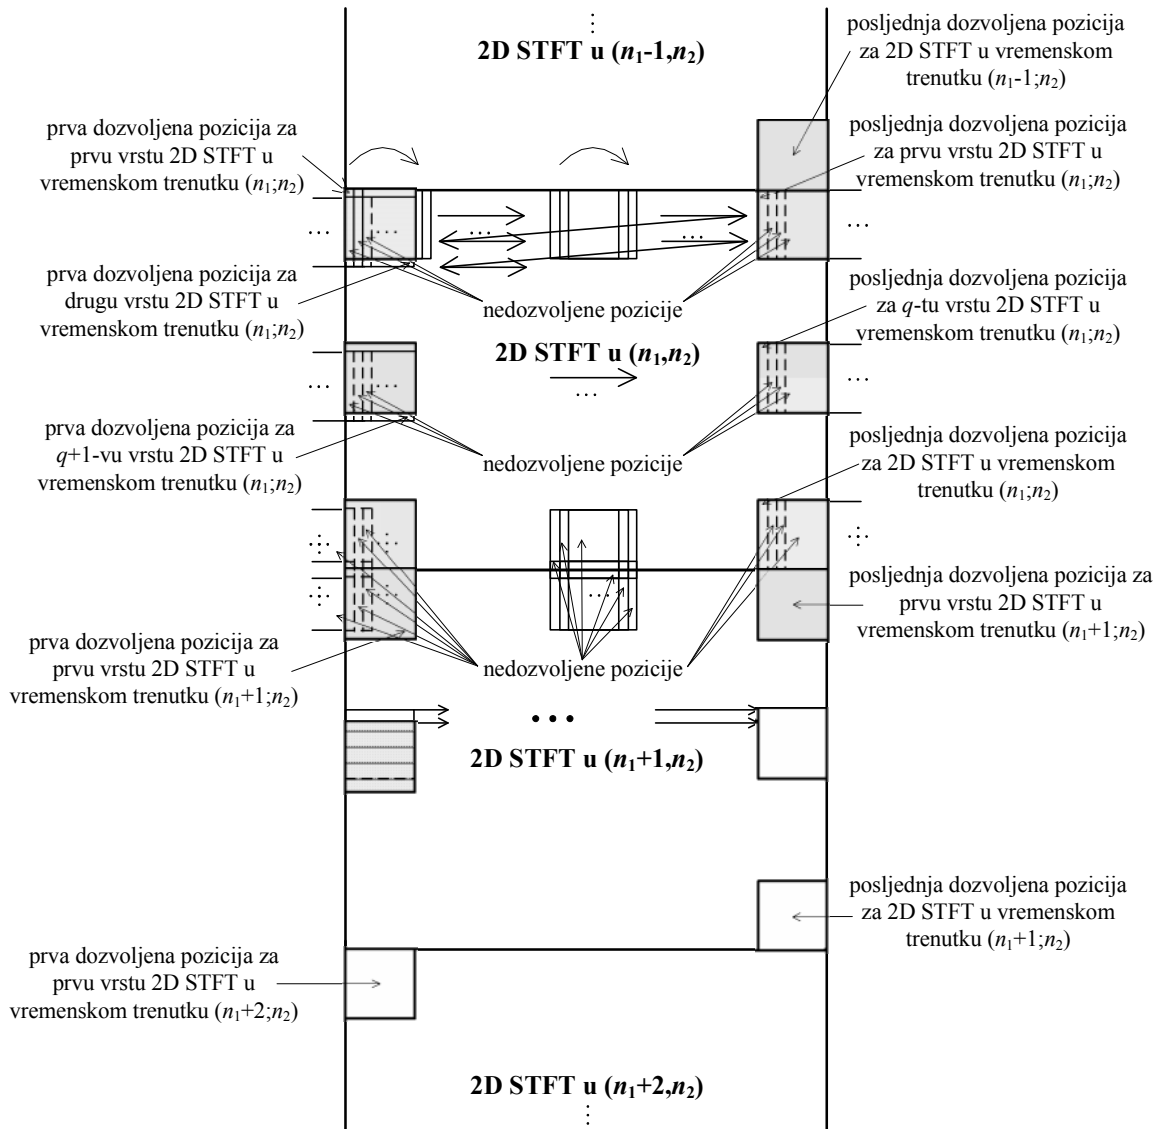 2D STFT u (n₁-1,n₂)
posljednja dozvoljena pozicija
za 2D STFT u vremenskom
trenutku (n₁-1;n₂)
prva dozvoljena pozicija za
prvu vrstu 2D STFT u
vremenskom trenutku (n₁;n₂)
posljednja dozvoljena pozicija
za prvu vrstu 2D STFT u
vremenskom trenutku (n₁;n₂)
prva dozvoljena pozicija za
drugu vrstu 2D STFT u
vremenskom trenutku (n₁;n₂)
nedozvoljene pozicije
posljednja dozvoljena pozicija
za q-tu vrstu 2D STFT u
vremenskom trenutku (n₁;n₂)
2D STFT u (n₁,n₂)
prva dozvoljena pozicija za
q+1-vu vrstu 2D STFT u
vremenskom trenutku (n₁;n₂)
nedozvoljene pozicije
posljednja dozvoljena pozicija
za 2D STFT u vremenskom
trenutku (n₁;n₂)
posljednja dozvoljena pozicija za
prvu vrstu 2D STFT u
vremenskom trenutku (n₁+1;n₂)
prva dozvoljena pozicija za
prvu vrstu 2D STFT u
vremenskom trenutku (n₁+1;n₂)
nedozvoljene pozicije
2D STFT u (n₁+1,n₂)
posljednja dozvoljena pozicija
za 2D STFT u vremenskom
trenutku (n₁+1;n₂)
prva dozvoljena pozicija za
prvu vrstu 2D STFT u
vremenskom trenutku (n₁+2;n₂)
2D STFT u (n₁+2,n₂)